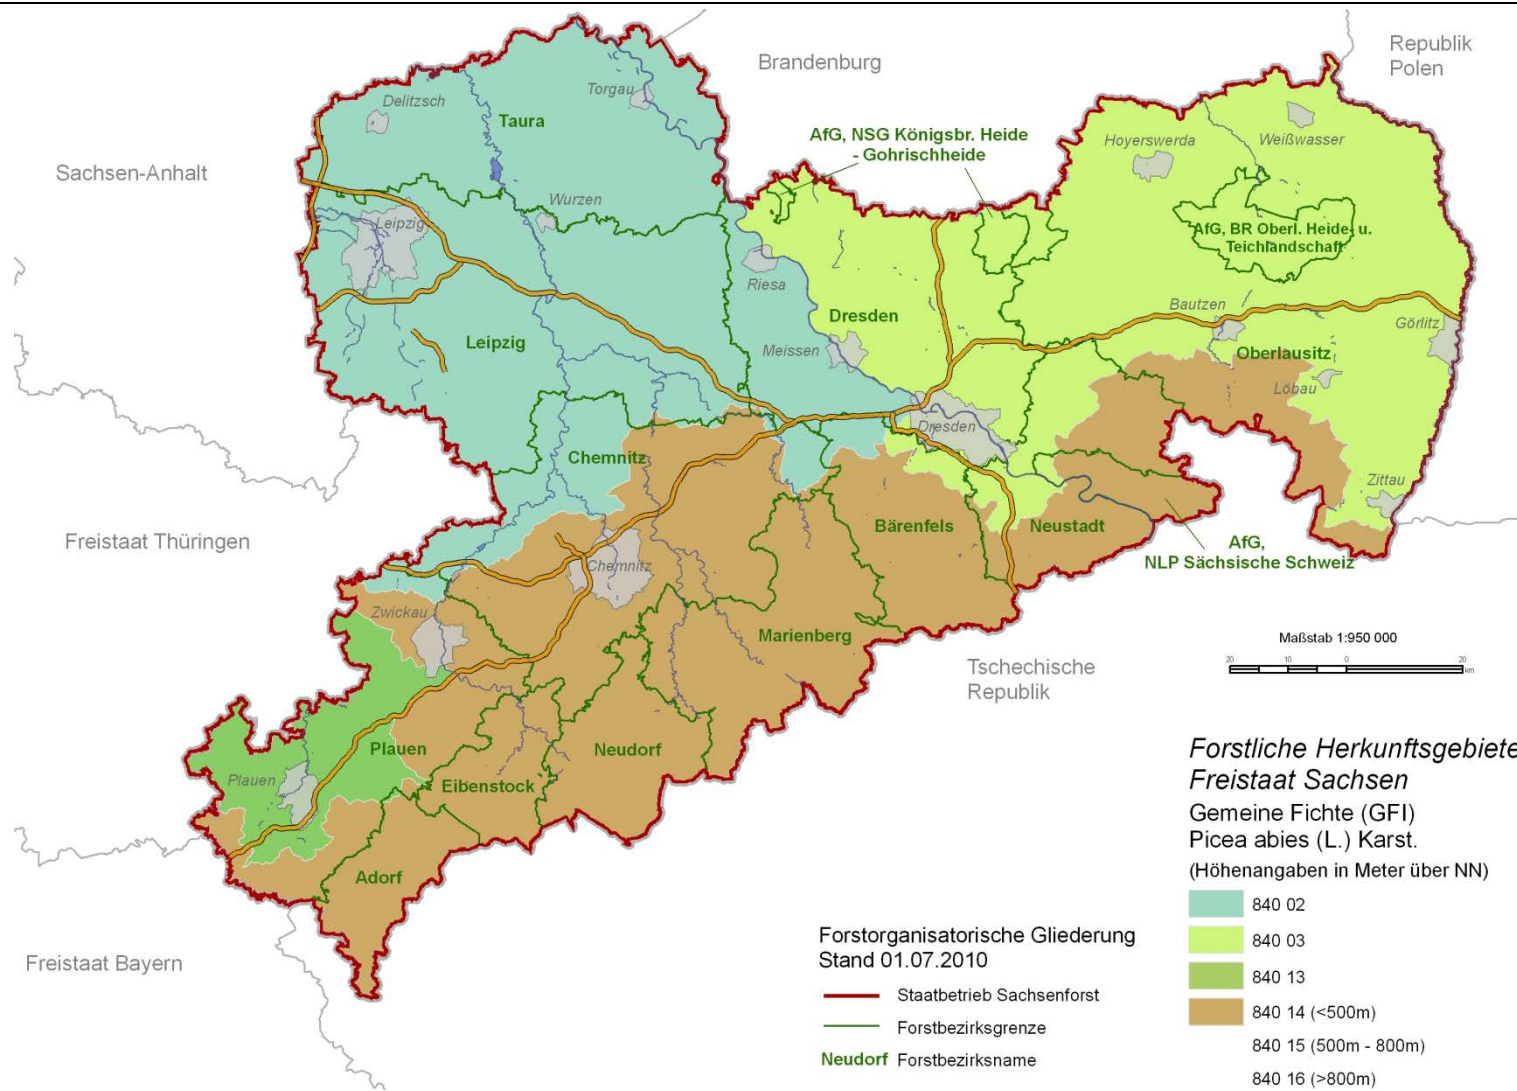 Brandenburg
Republik
Polen
Delitzsch
Torgau
Taura
AfG, NSG Königsbr. Heide
- Gohrischheide
Hoyerswerda
Weißwasser
Sachsen-Anhalt
Wurzen
Leipzig
AfG, BR Oberl. Heide- u.
Teichlandschaft
Riesa
Dresden
Bautzen
Görlitz
Leipzig
Meissen
Oberlausitz
Löbau
Dresden
Chemnitz
Zittau
Freistaat Thüringen
Bärenfels
Neustadt
AfG,
NLP Sächsische Schweiz
Chemnitz
Zwickau
Marienberg
Maßstab 1:950 000
20 10 0 20
km
Tschechische
Republik
Plauen
Neudorf
Plauen
Eibenstock
Adorf
Freistaat Bayern
Forstliche Herkunftsgebiete
Freistaat Sachsen
Gemeine Fichte (GFI)
Picea abies (L.) Karst.
(Höhenangaben in Meter über NN)
840 02
840 03
840 13
840 14 (<500m)
840 15 (500m - 800m)
840 16 (>800m)
Forstorganisatorische Gliederung
Stand 01.07.2010
Staatbetrieb Sachsenforst
Forstbezirksgrenze
Neudorf Forstbezirksname